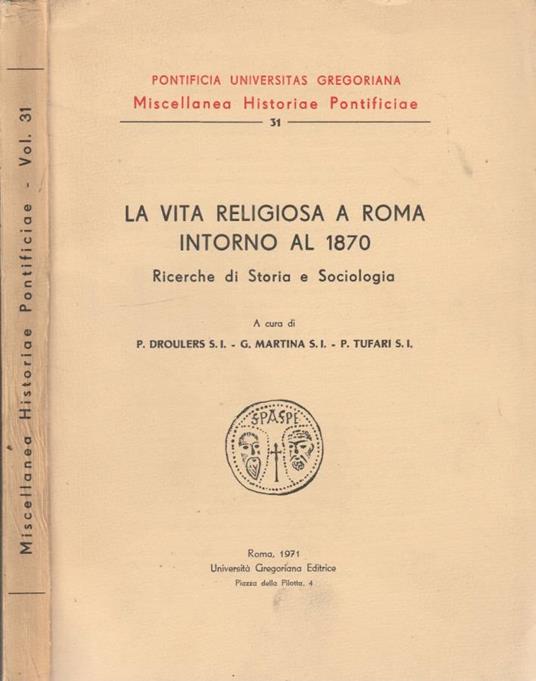 Miscellanea Historiae Pontificiae - Vol. 31
PONTIFICIA UNIVERSITAS GREGORIANA
Miscellanea Historiae Pontificiae
31
LA VITA RELIGIOSA A ROMA
INTORNO AL 1870
Ricerche di Storia e Sociologia
A cura di
P. DROULERS S. I. - G. MARTINA S. I. - P. TUFARI S. I.
SPASPE
Roma, 1971
Università Gregoriana Editrice
Piazza della Pilotta, 4